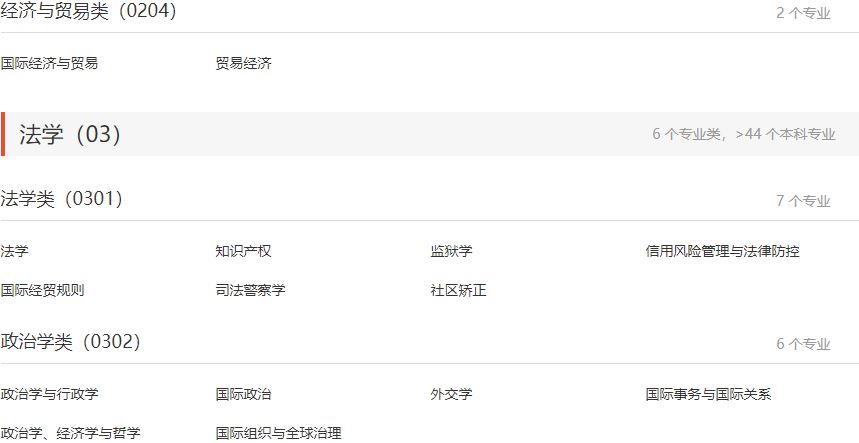 经济与贸易类（0204） 2 个专业
国际经济与贸易 贸易经济
法学（03） 6 个专业类，>44 个本科专业
法学类（0301） 7 个专业
法学 知识产权 监狱学 信用风险管理与法律防控
国际经贸规则 司法警察学 社区矫正
政治学类（0302） 6 个专业
政治学与行政学 国际政治 外交学 国际事务与国际关系
政治学、经济学与哲学 国际组织与全球治理